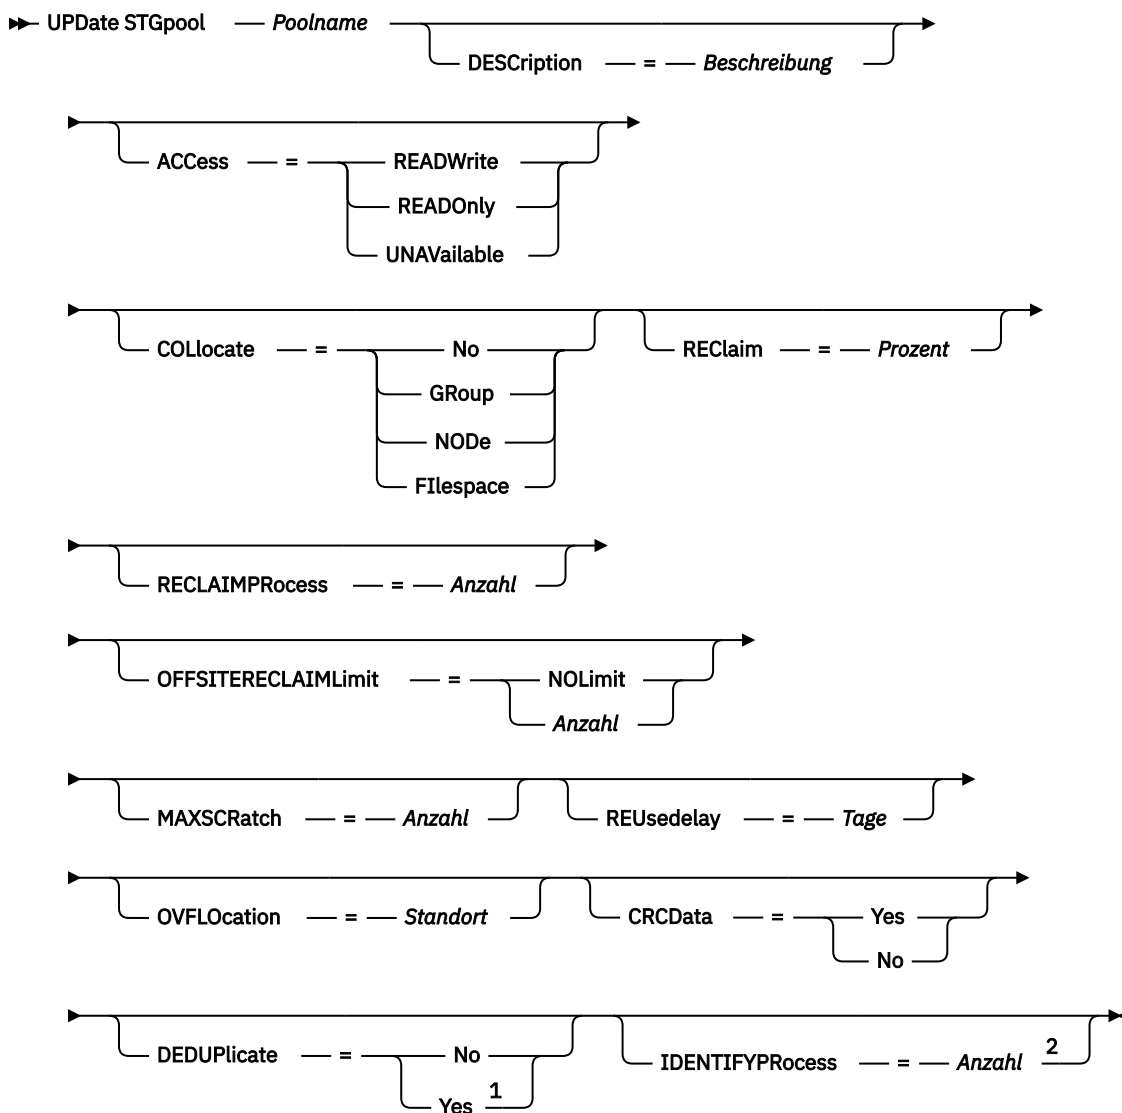 UPDate STGpool Poolname
DESCription = Beschreibung
ACCess = READWrite
READOnly
UNAVailable
COLlocate = No REClaim = Prozent
GRoup
NODe
FIlespace
RECLAIMPRocess = Anzahl
OFFSITERECLAIMLimit = NOLimit
Anzahl
MAXSCRatch = Anzahl REUsedelay = Tage
OVFLOcation = Standort CRCData = Yes
No
DEDUPlicate = No IDENTIFYPRocess = Anzahl 2
Yes 1